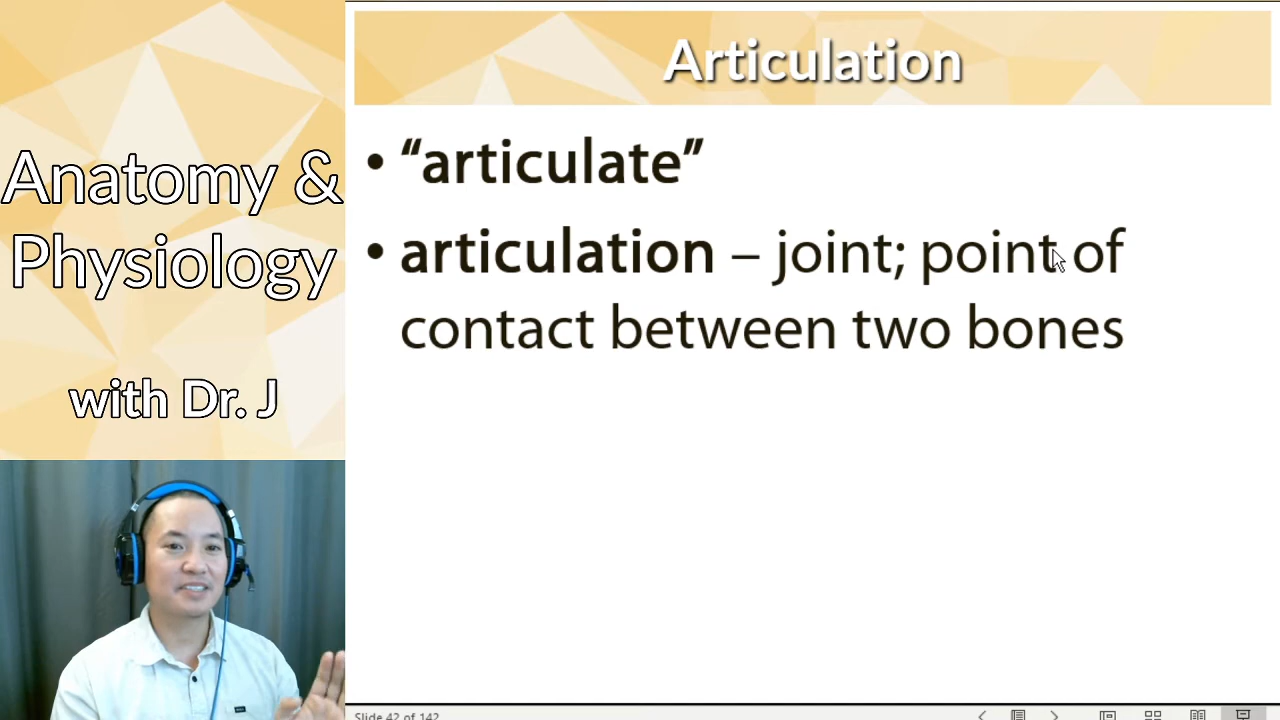 Anatomy &
Physiology
with Dr. J
Articulation
• “articulate”
• articulation – joint; point of
contact between two bones
Slide 42 of 142